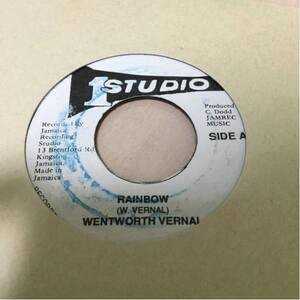 1 STUDIO
Recorded by
Jamaica
Recording
Studio
13 Brentford Rd
Kingston
Jamaica
Made in
Jamaica
Produced
C. Dodd
JAMREC
MUSIC
SIDE A
RAINBOW
(W. VERNAL)
WENTWORTH VERNAL